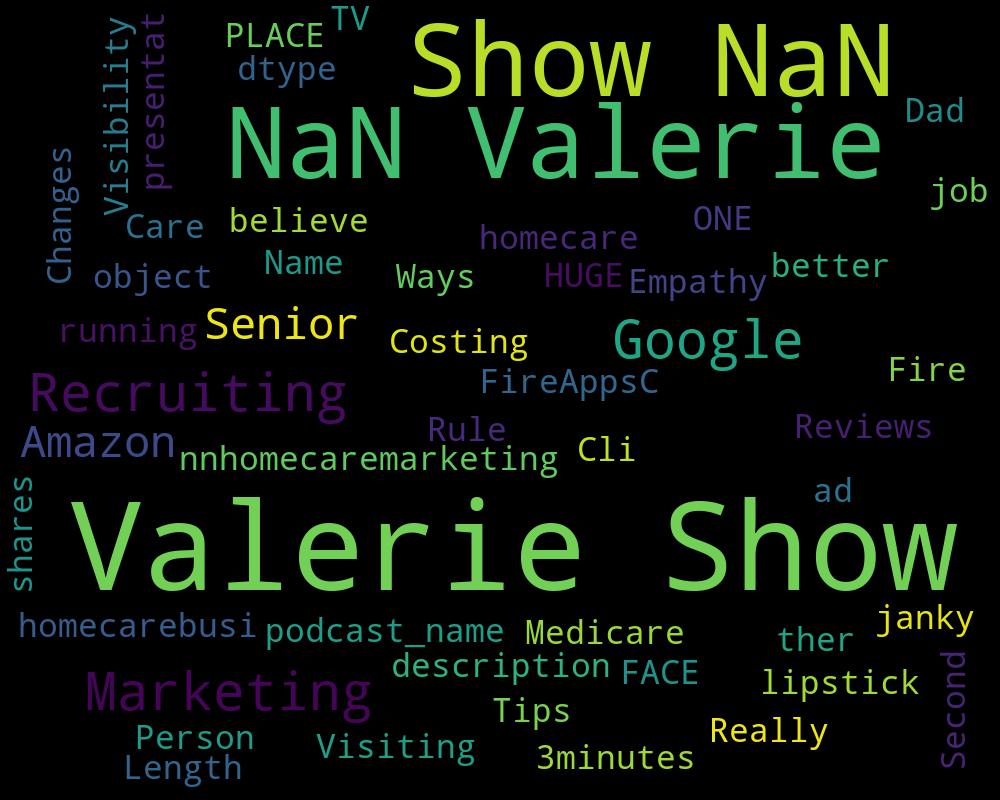 TV
PLACE
Show NaN
dtype
Visibility
presentat
NaN Valerie
Dad
Changes
job
Care
believe
ONE
homecare
Name
object
Ways
HUGE
Empathy
better
running
Senior
Costing
Google
FireAppsC
Fire
Recruiting
Rule
Reviews
Amazon
nnhomecaremarketing
Cli
shares
ad
Valerie Show
homecarebusi
podcast_name
Medicare
ther
janky
description
FACE
lipstick
Second
Marketing
Tips
Really
Person
Visiting
3minutes
Length